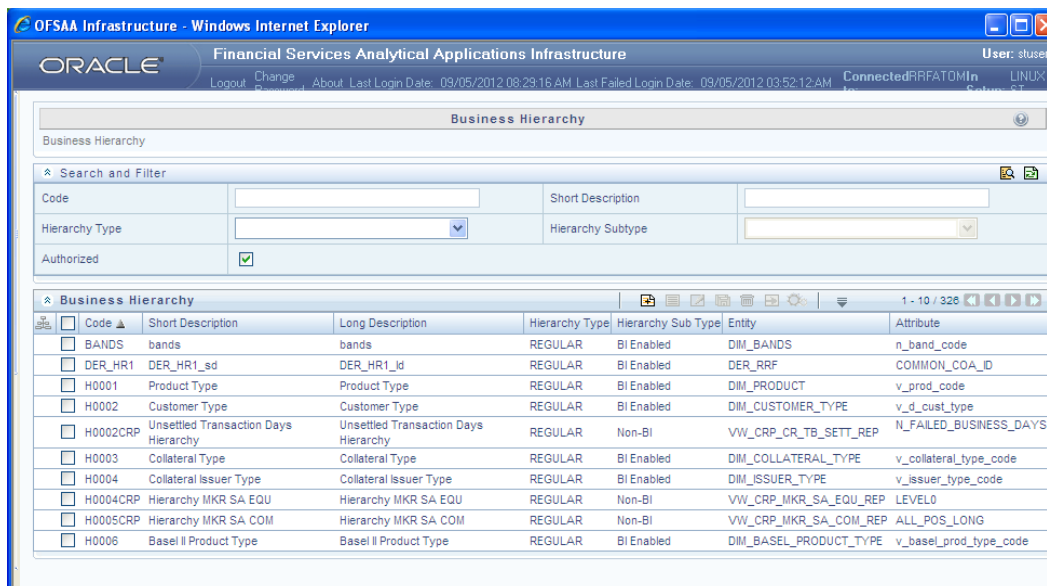 OFSAA Infrastructure - Windows Internet Explorer
ORACLE
Financial Services Analytical Applications Infrastructure
User: stuser
Logout Change About Last Login Date: 09/05/2012 08:29:16 AM Last Failed Login Date: 09/05/2012 03:52:12:AM Connected RRFATOM In LINUX
Business Hierarchy
Business Hierarchy
Search and Filter
Code Short Description
Hierarchy Type Hierarchy Subtype
Authorized
Business Hierarchy 1 - 10 / 326
Code Short Description Long Description Hierarchy Type Hierarchy Sub Type Entity Attribute
BANDS bands bands REGULAR BI Enabled DIM_BANDS n_band_code
DER_HR1 DER_HR1_sd DER_HR1_ld REGULAR BI Enabled DER_RRF COMMON_COA_ID
H0001 Product Type Product Type REGULAR BI Enabled DIM_PRODUCT v_prod_code
H0002 Customer Type Customer Type REGULAR BI Enabled DIM_CUSTOMER_TYPE v_d_cust_type
H0002CRP Unsettled Transaction Days Hierarchy Unsettled Transaction Days Hierarchy REGULAR Non-BI VW_CRP_CR_TB_SETT_REP N_FAILED_BUSINESS_DAYS
H0003 Collateral Type Collateral Type REGULAR BI Enabled DIM_COLLATERAL_TYPE v_collateral_type_code
H0004 Collateral Issuer Type Collateral Issuer Type REGULAR BI Enabled DIM_ISSUER_TYPE v_issuer_type_code
H0004CRP Hierarchy MKR SA EQU Hierarchy MKR SA EQU REGULAR Non-BI VW_CRP_MKR_SA_EQU_REP LEVEL0
H0005CRP Hierarchy MKR SA COM Hierarchy MKR SA COM REGULAR Non-BI VW_CRP_MKR_SA_COM_REP ALL_POS_LONG
H0006 Basel II Product Type Basel II Product Type REGULAR BI Enabled DIM_BASEL_PRODUCT_TYPE v_basel_prod_type_code